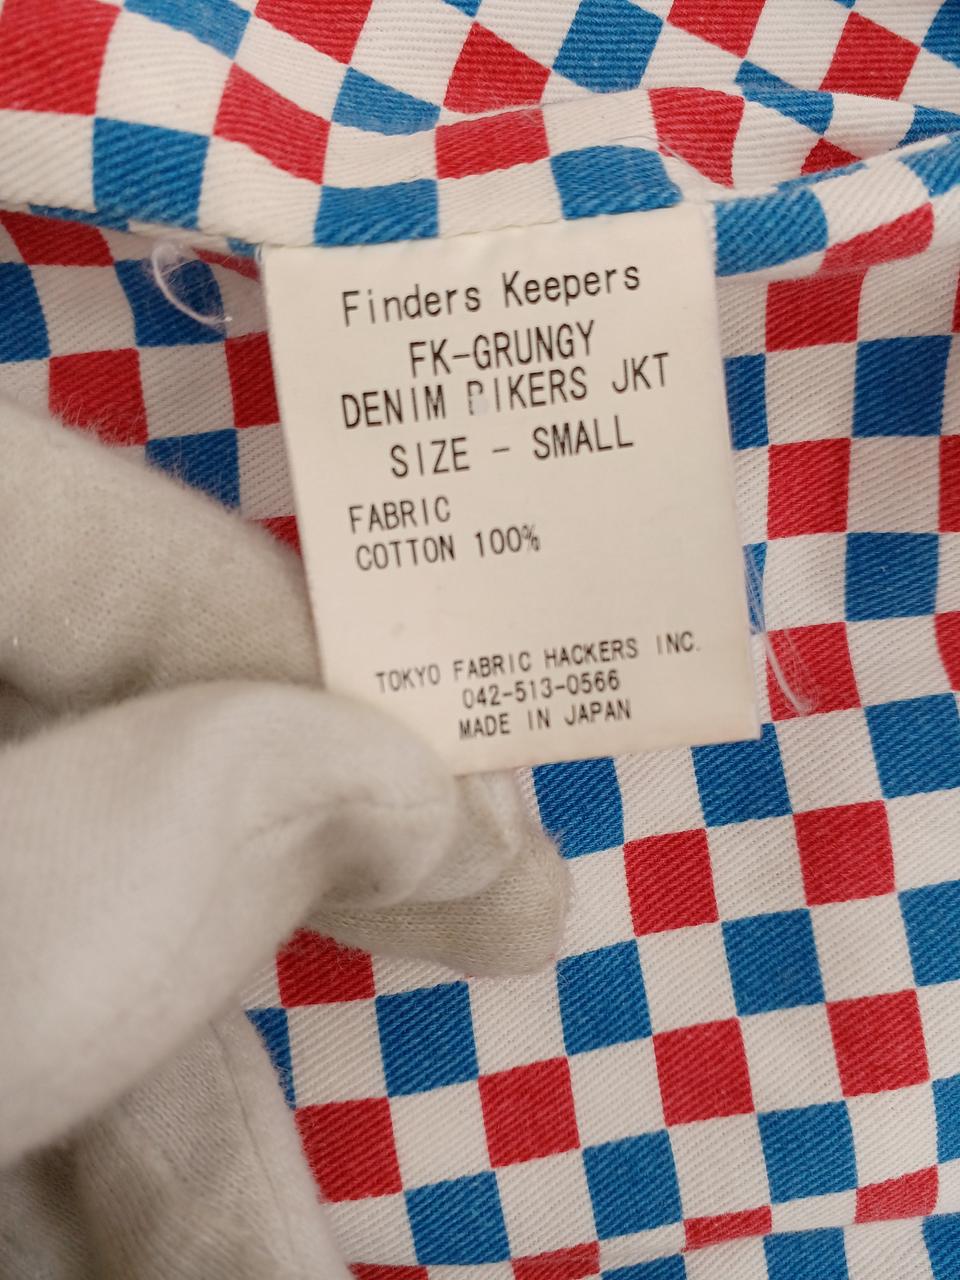 Finders Keepers
FK-GRUNGY
DENIM BIKERS JKT
SIZE - SMALL
FABRIC
COTTON 100%
TOKYO FABRIC HACKERS INC.
042-513-0566
MADE IN JAPAN